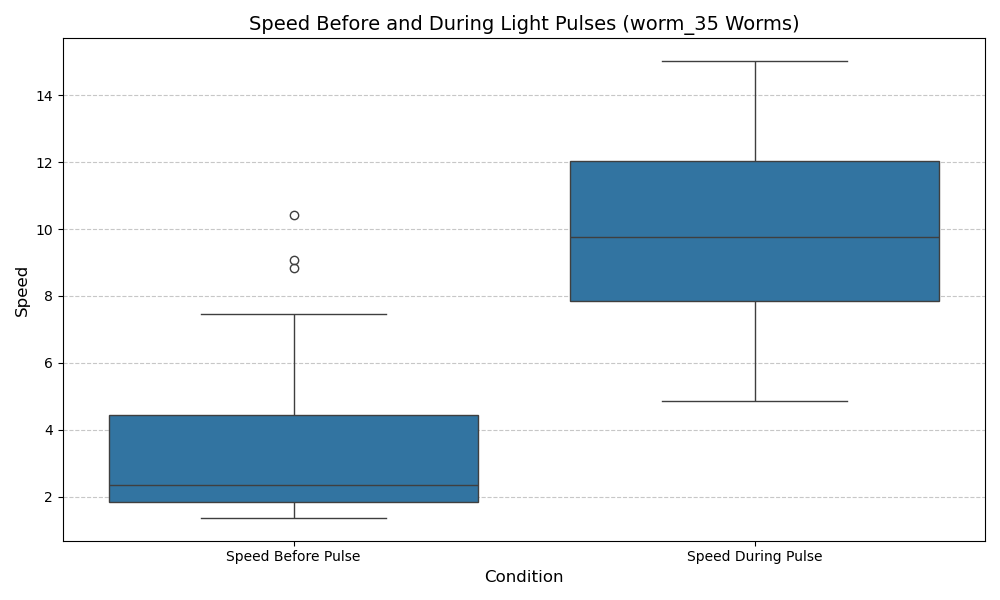 Speed Before and During Light Pulses (worm_35 Worms)
Speed
14
12
10
8
6
4
2
Speed Before Pulse
Speed During Pulse
Condition